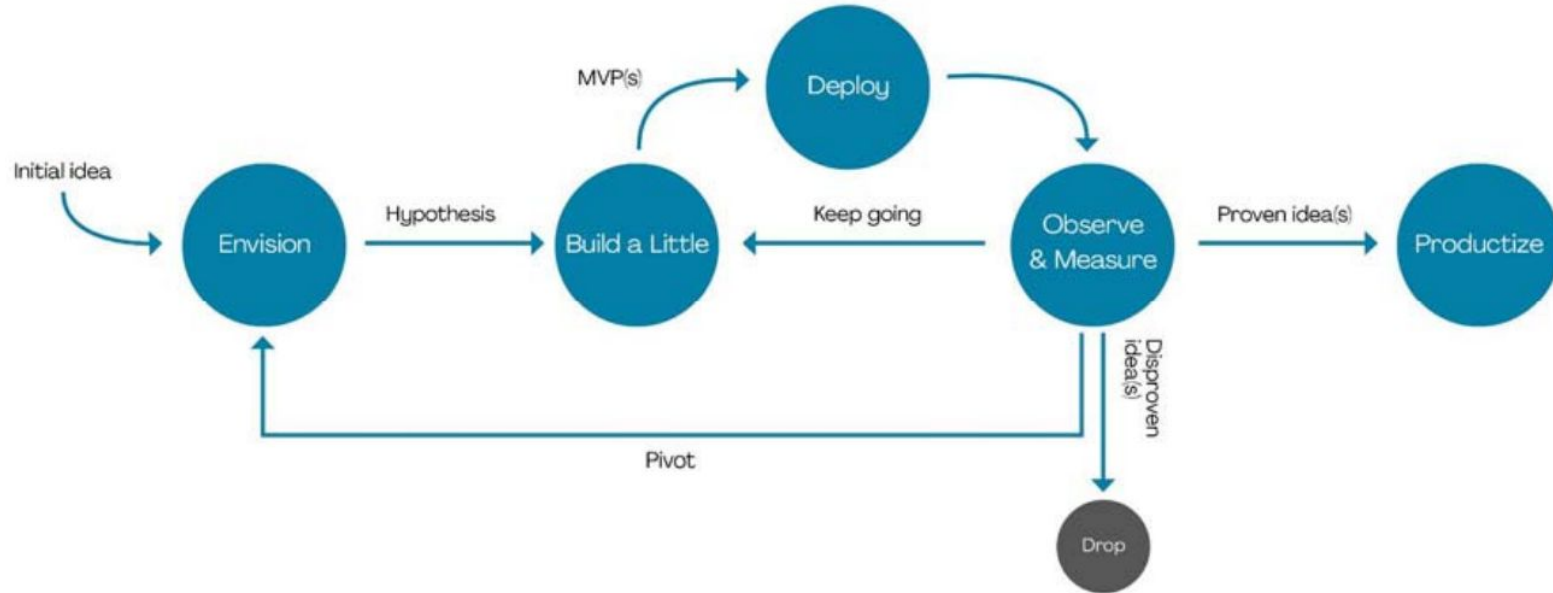 MVP(s)
Deploy
Initial idea
Envision
Hypothesis
Build a Little
Keep going
Observe
& Measure
Proven idea(s)
Productize
Disproven
idea(s)
Pivot
Drop